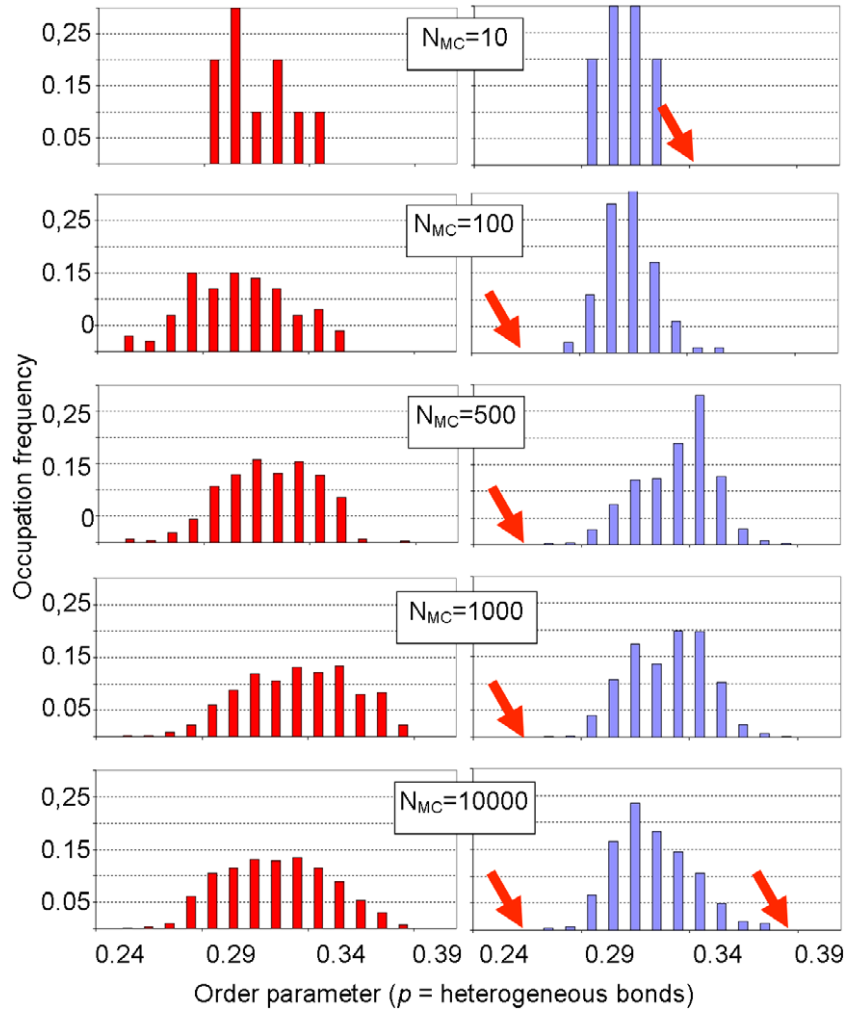 0,25
0.15
0.05
N_MC=10
0,25
0.15
0
N_MC=100
0,25
0.15
0
N_MC=500
0,25
0.15
0.05
N_MC=1000
0,25
0.15
0.05
N_MC=10000
Occupation frequency
0.24 0.29 0.34 0.39
0.24 0.29 0.34 0.39
Order parameter (p = heterogeneous bonds)